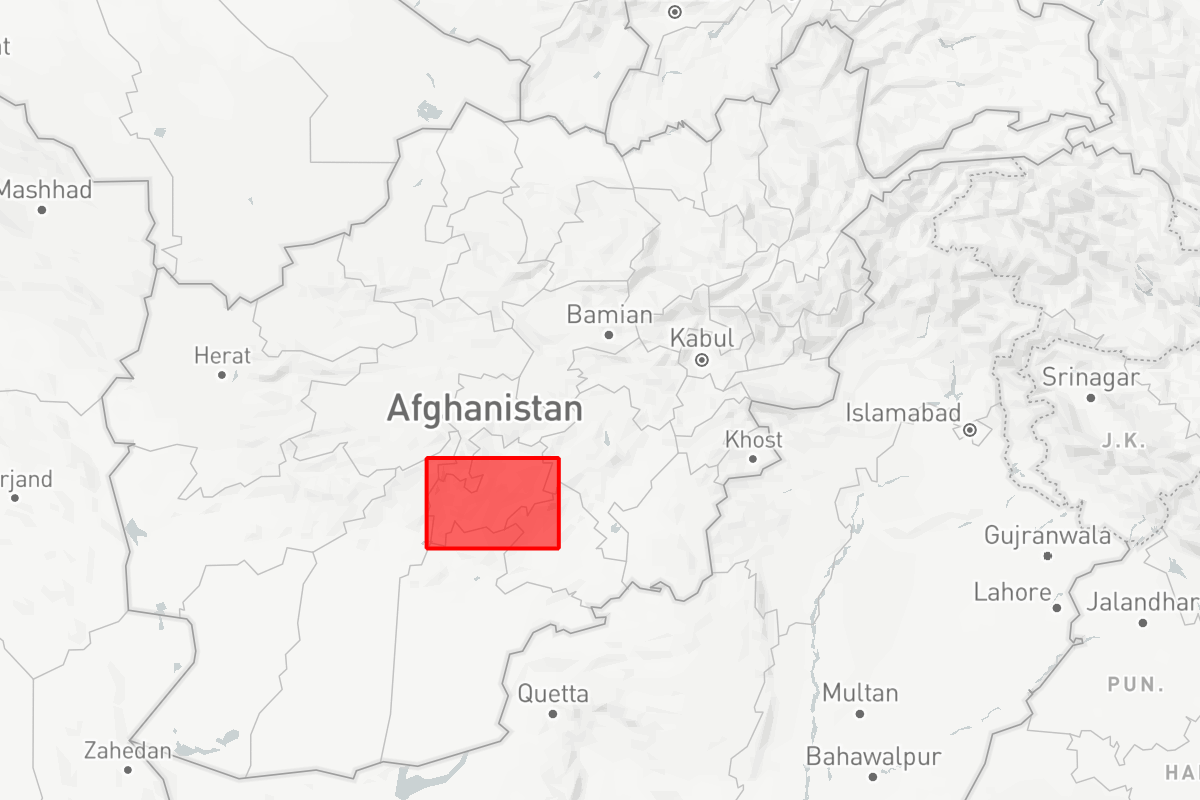 t
Mashhad
Bamian
Kabul
Herat
Afghanistan
Srinagar
Islamabad
Khost
J.K.
rjand
Gujranwala
Lahore
Jalandhar
PUN.
Quetta
Multan
Zahedan
Bahawalpur
HA